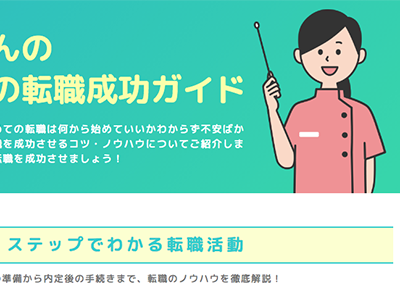 んの
の転職成功ガイド
めての転職は何から始めていいかわからず不安ばか
を成功させるコツ・ノウハウについてご紹介しま
職を成功させましょう！
ステップでわかる転職活動
準備から内定後の手続きまで、転職のノウハウを徹底解説！